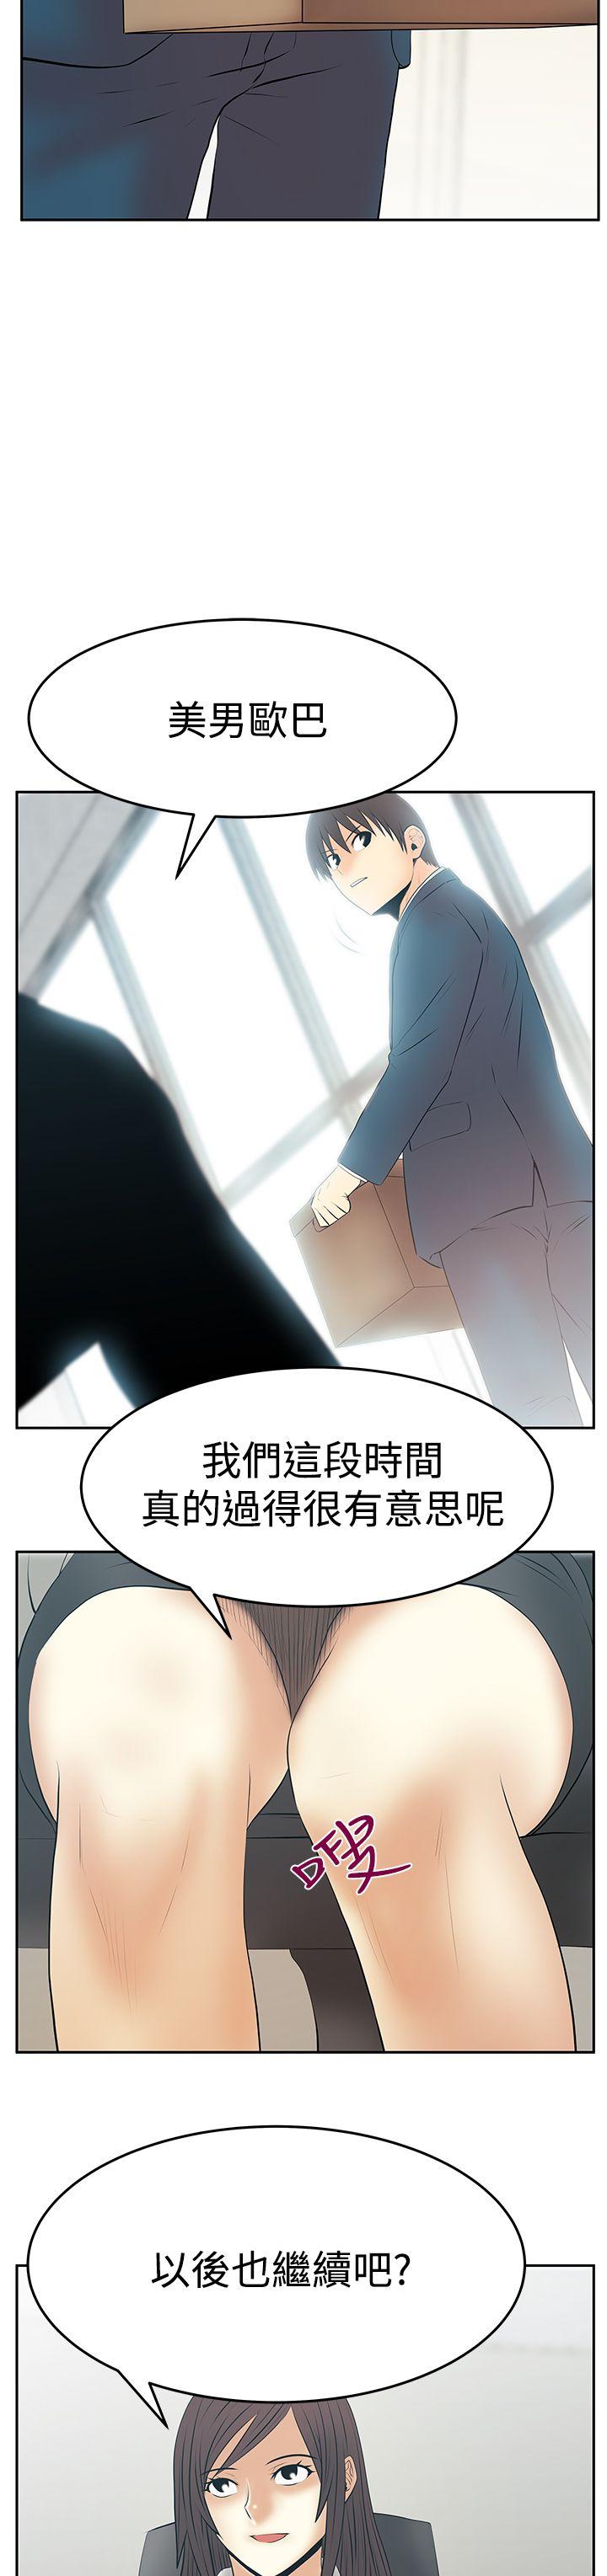 美男歐巴
我們這段時間
真的過得很有意思呢
嗖
以後也繼續吧?